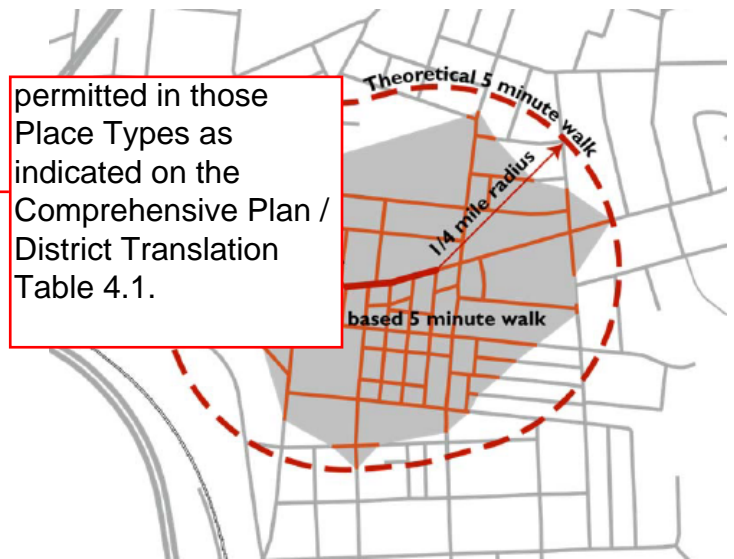 Theoretical 5 minute walk
permitted in those
Place Types as
indicated on the
Comprehensive Plan /
District Translation
Table 4.1.
1/4 mile radius
based 5 minute walk